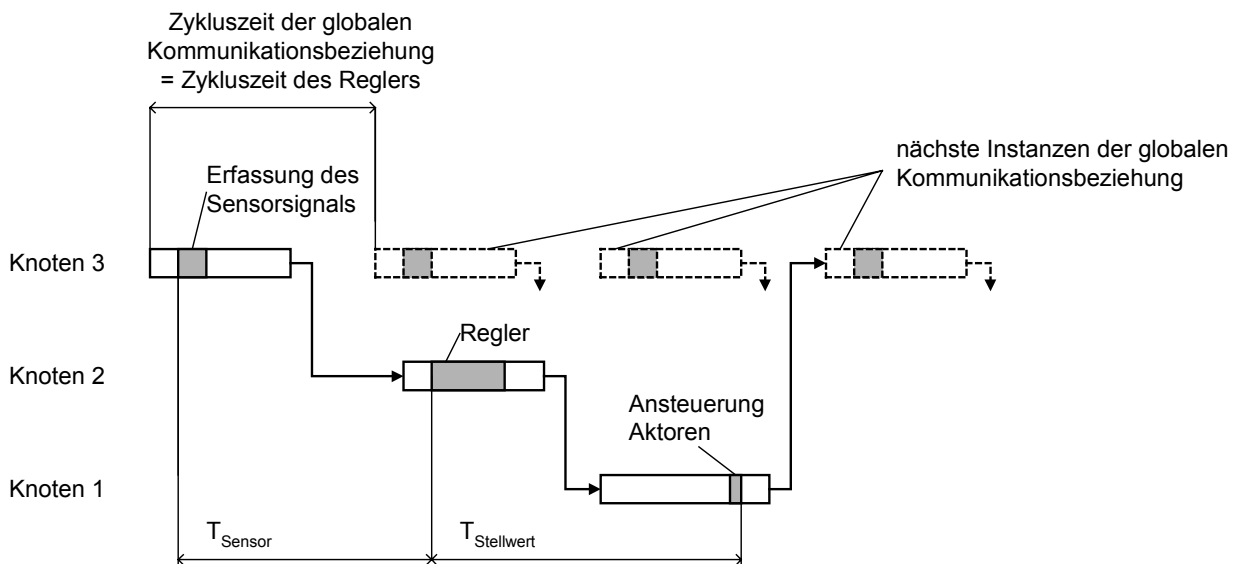 Zykluszeit der globalen
Kommunikationsbeziehung
= Zykluszeit des Reglers
Erfassung des
Sensorsignals
nächste Instanzen der globalen
Kommunikationsbeziehung
Knoten 3
Regler
Knoten 2
Ansteuerung
Aktoren
Knoten 1
TSensor
TStellwert